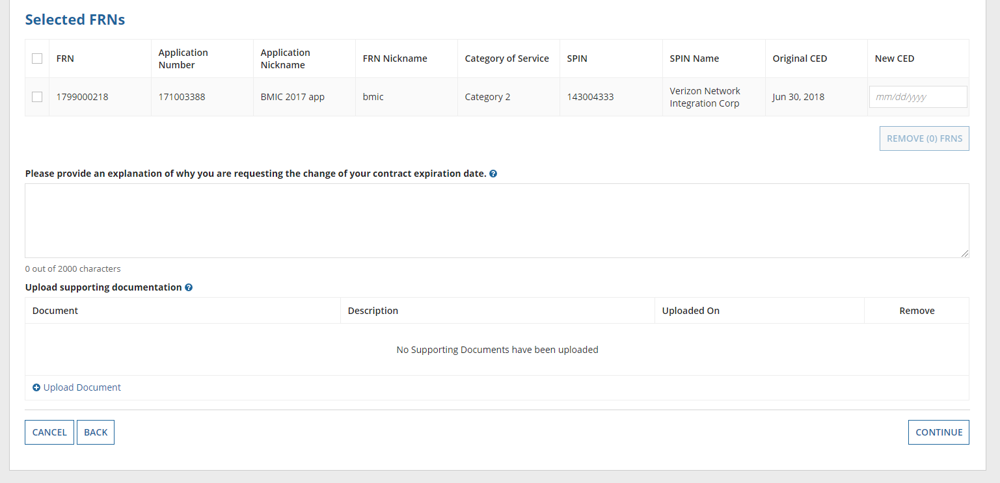 Selected FRNs
FRN
Application
Number
Application
Nickname
FRN Nickname
Category of Service
SPIN
SPIN Name
Original CED
New CED
1799000218
171003388
BMIC 2017 app
bmic
Category 2
143004333
Verizon Network
Integration Corp
Jun 30, 2018
mm/dd/yyyy
REMOVE (0) FRNS
Please provide an explanation of why you are requesting the change of your contract expiration date. ?
0 out of 2000 characters
Upload supporting documentation ?
Document
Description
Uploaded On
Remove
No Supporting Documents have been uploaded
Upload Document
CANCEL
BACK
CONTINUE